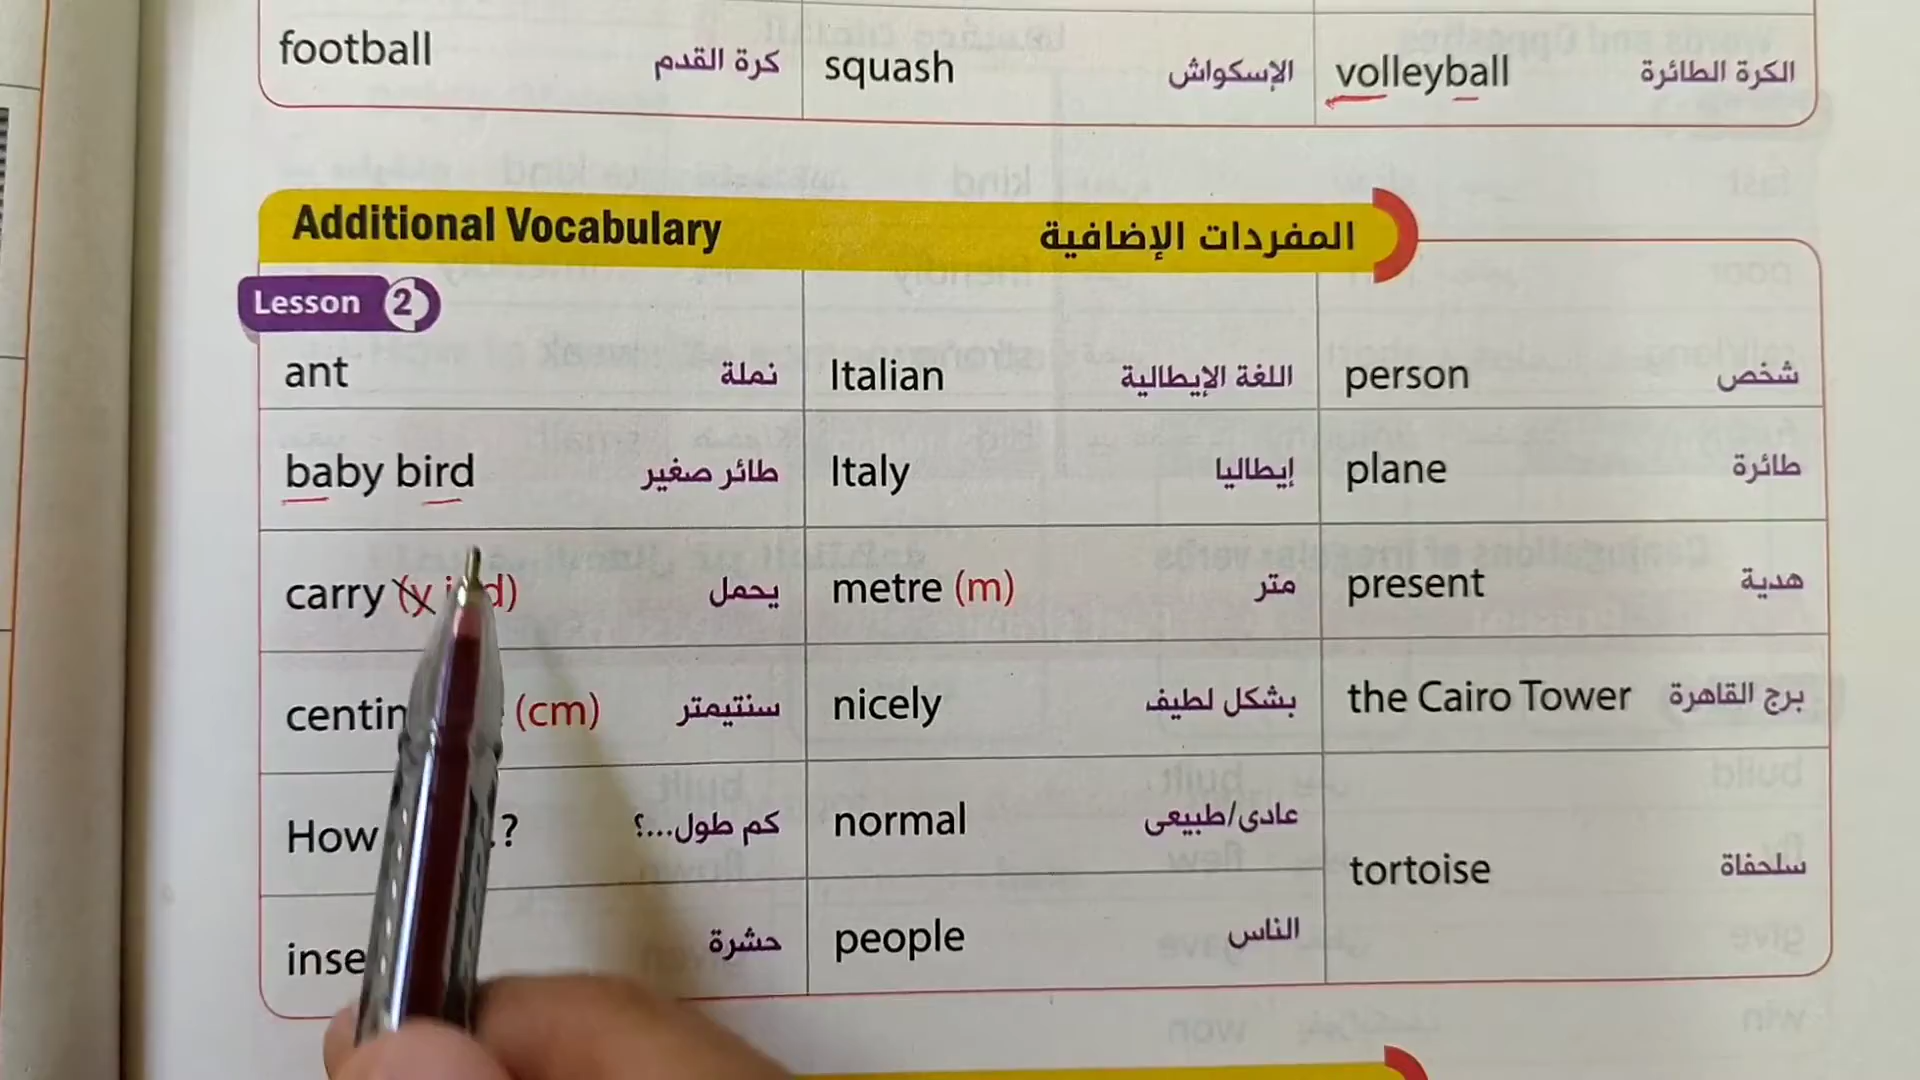 football كرة القدم squash الإسكواش volleyball الكرة الطائرة
Additional Vocabulary المفردات الإضافية
Lesson 2
ant نملة Italian اللغة الإيطالية person شخص
baby bird طائر صغير Italy إيطاليا plane طائرة
carry (y يحمل metre (m) متر present هدية
(cm) سنتيمتر nicely بشكل لطيف the Cairo Tower برج القاهرة
How ? كم طول...؟ normal عادى/طبيعى
tortoise سلحفاة
حشرة people الناس